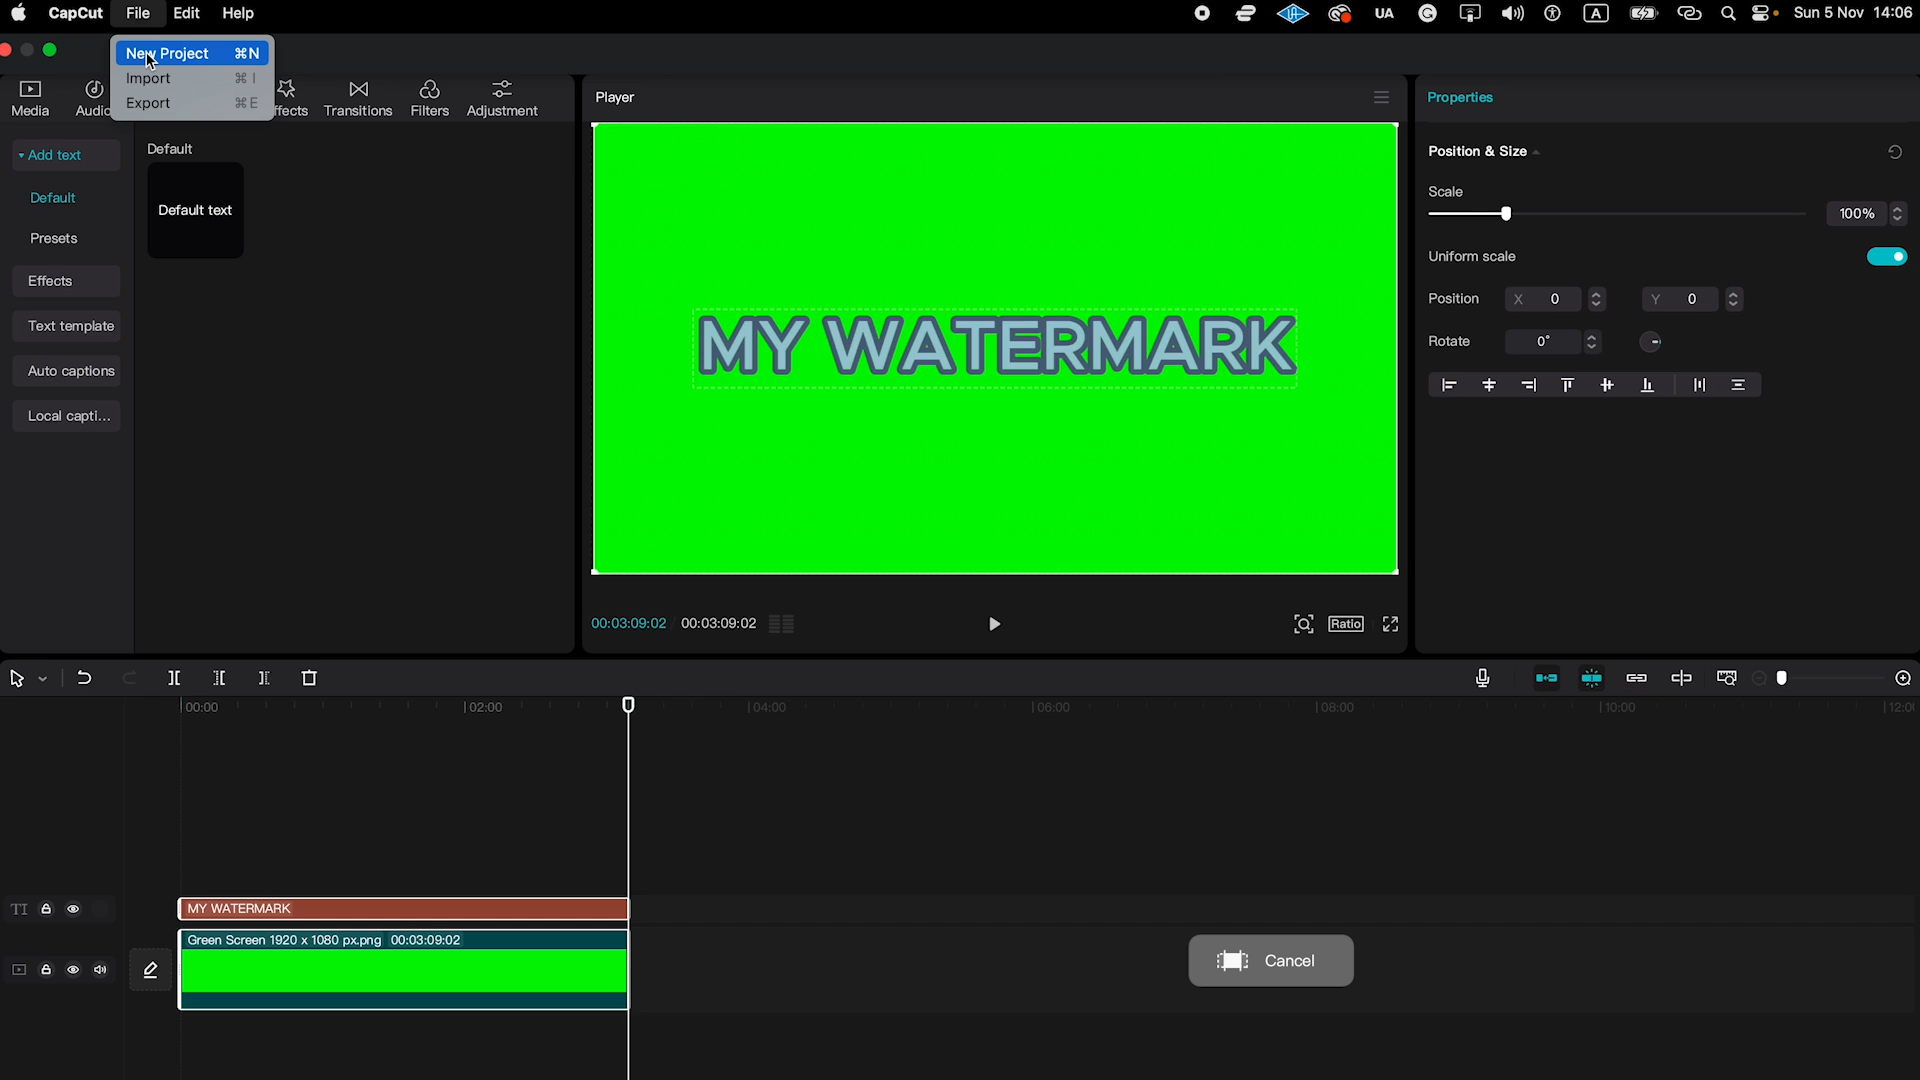 CapCut File Edit Help UA A Sun 5 Nov 14:06
New Project ⌘N
Import ⌘ I
Export ⌘E
Media Audio ffects Transitions Filters Adjustment
Player
Properties
Add text
Default
Presets
Effects
Text template
Auto captions
Local capti...
Default
Default text
MY WATERMARK
00:03:09:02 00:03:09:02
Ratio
Position & Size
Scale
100%
Uniform scale
Position X 0 Y 0
Rotate 0°
00:00 02:00 04:00 06:00 08:00 10:00 12:0
TI MY WATERMARK
Green Screen 1920 x 1080 px.png 00:03:09:02
Cancel